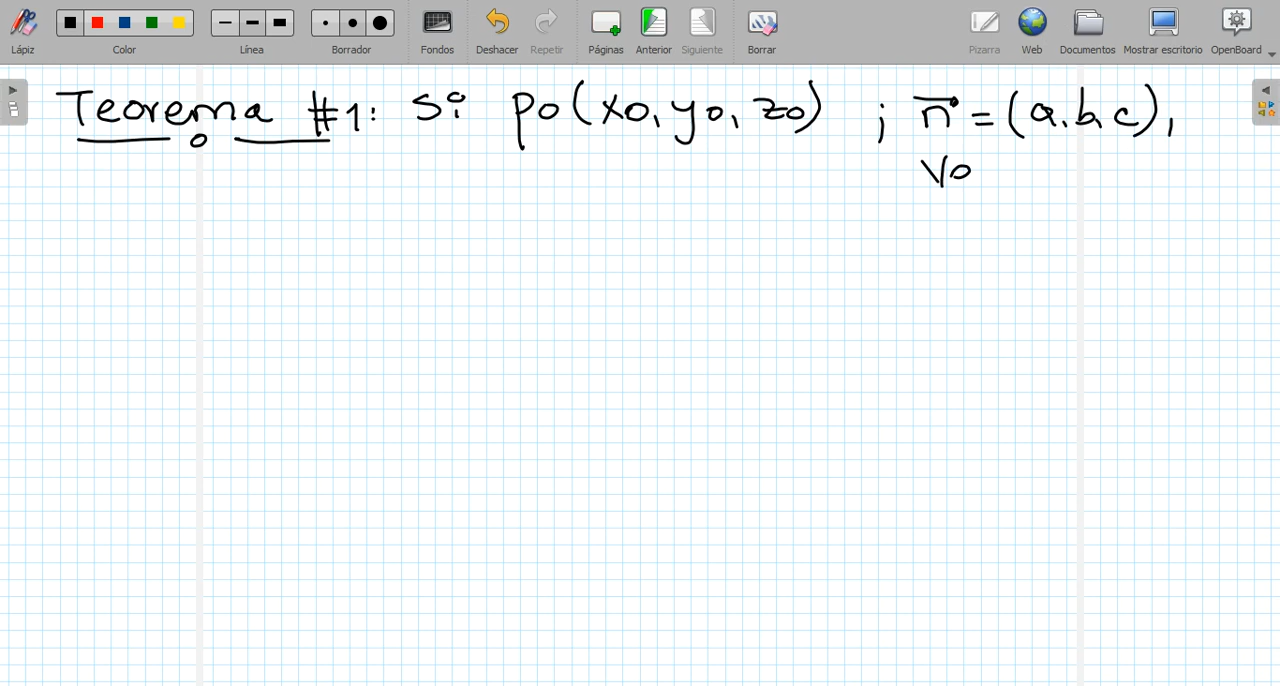 Lápiz Color Línea Borrador Fondos Deshacer Repetir Páginas Anterior Siguiente Borrar Pizarra Web Documentos Mostrar escritorio OpenBoard
Teorema #1: Si po(xo, yo, zo) ; n⃗ = (a, b, c),
Vo